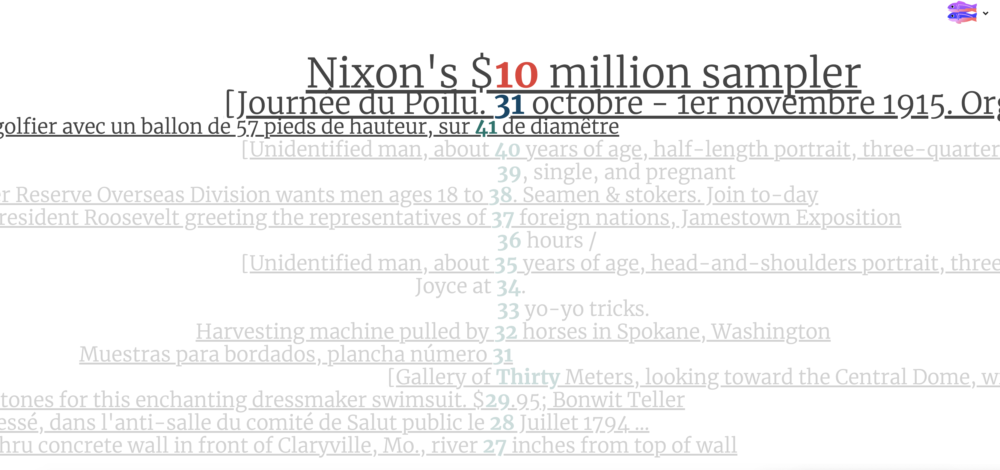 Nixon's $10 million sampler
[Journée du Poilu. 31 octobre - 1er novembre 1915. Org
golfier avec un ballon de 57 pieds de hauteur, sur 41 de diamêtre
[Unidentified man, about 40 years of age, half-length portrait, three-quarter
39, single, and pregnant
er Reserve Overseas Division wants men ages 18 to 38. Seamen & stokers. Join to-day
resident Roosevelt greeting the representatives of 37 foreign nations, Jamestown Exposition
36 hours /
[Unidentified man, about 35 years of age, head-and-shoulders portrait, three
Joyce at 34.
33 yo-yo tricks.
Harvesting machine pulled by 32 horses in Spokane, Washington
Muestras para bordados, plancha número 31
[Gallery of Thirty Meters, looking toward the Central Dome, w
tones for this enchanting dressmaker swimsuit. $29.95; Bonwit Teller
essé, dans l'anti-salle du comité de Salut public le 28 Juillet 1794 ...
hru concrete wall in front of Claryville, Mo., river 27 inches from top of wall